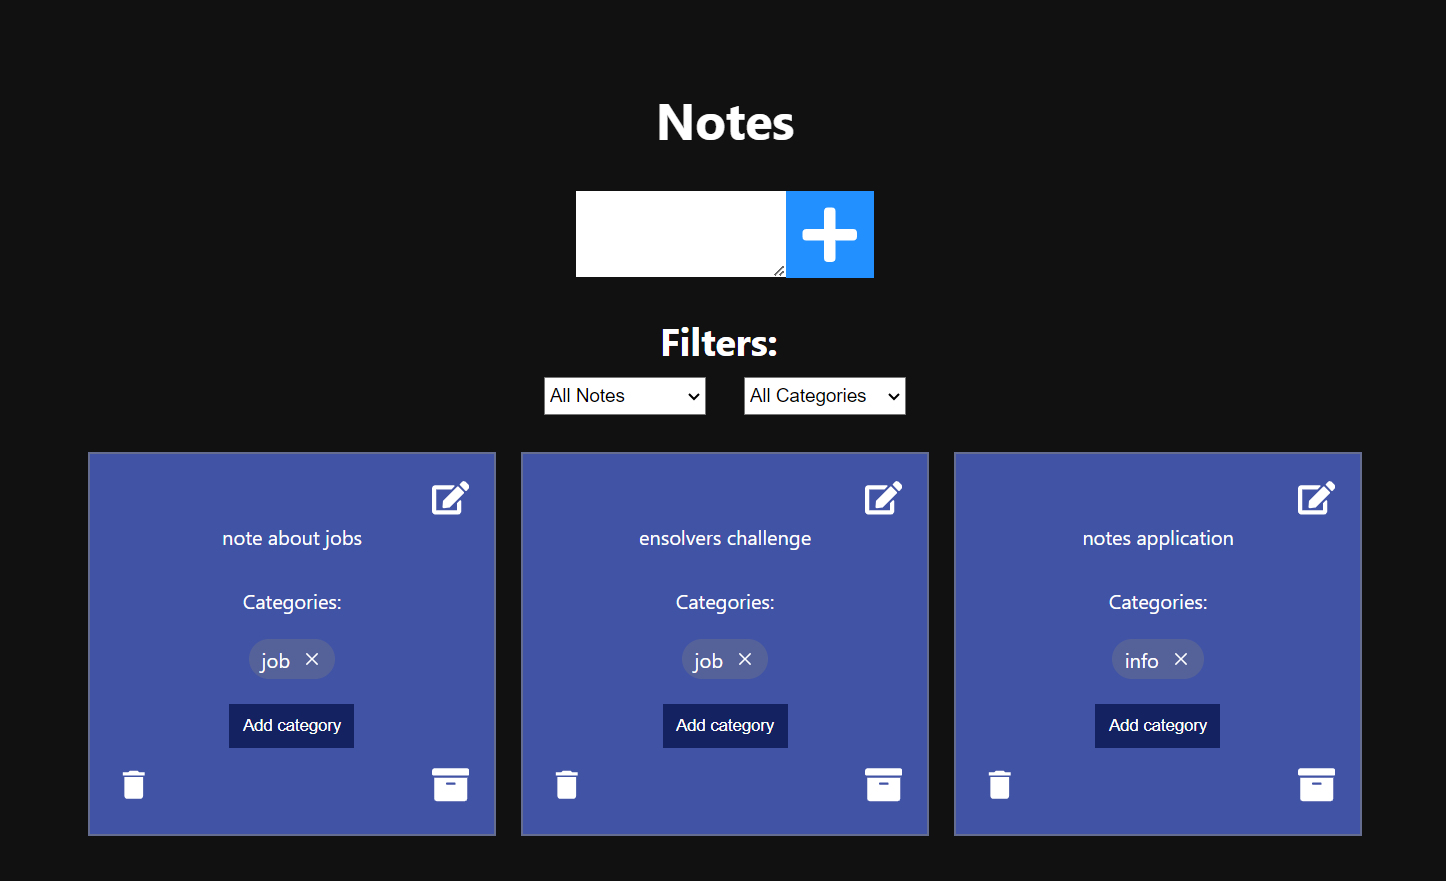 Notes
Filters:
All Notes
All Categories
note about jobs
Categories:
job
Add category
ensolvers challenge
Categories:
job
Add category
notes application
Categories:
info
Add category